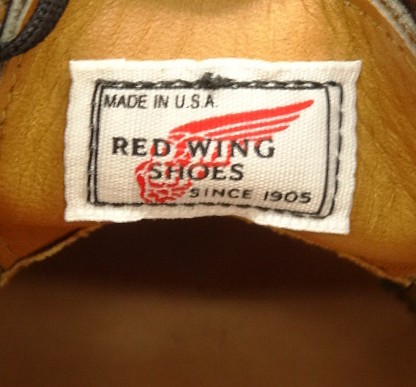 MADE IN U.S.A.
RED WING
SHOES
SINCE 1905